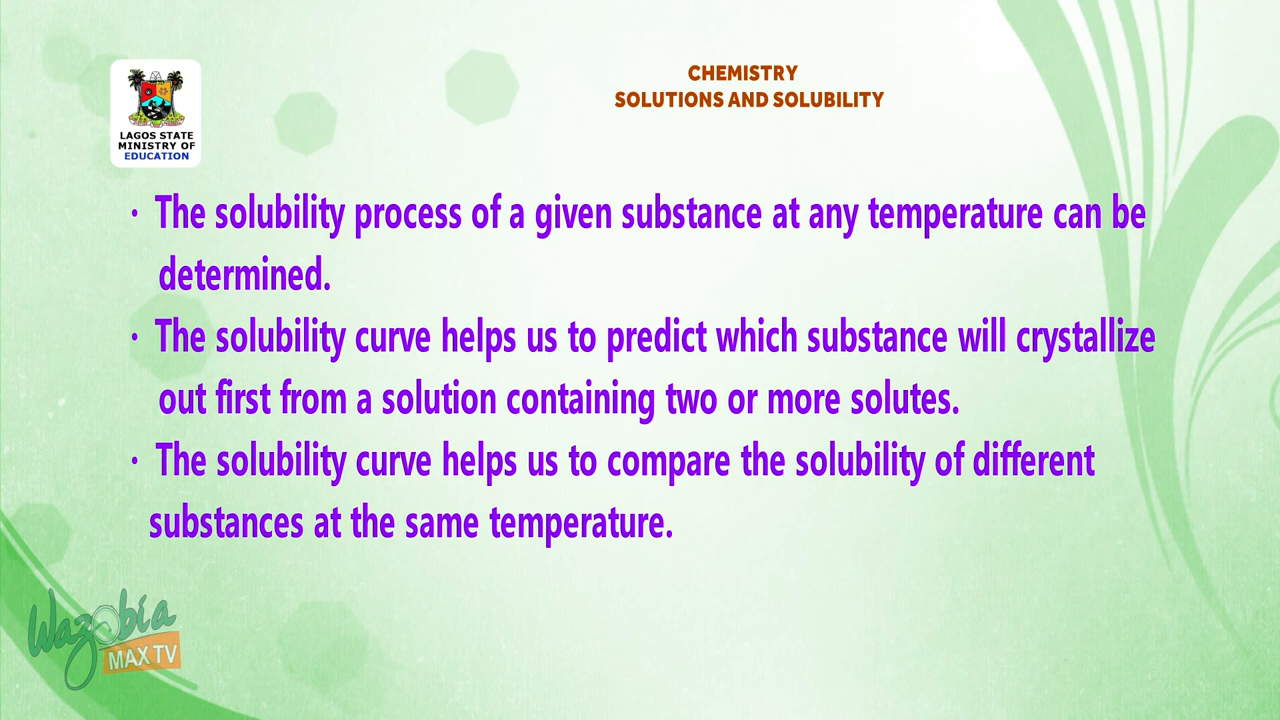 CHEMISTRY
SOLUTIONS AND SOLUBILITY
LAGOS STATE
MINISTRY OF
EDUCATION
· The solubility process of a given substance at any temperature can be
determined.
· The solubility curve helps us to predict which substance will crystallize
out first from a solution containing two or more solutes.
· The solubility curve helps us to compare the solubility of different
substances at the same temperature.
Wazobia
MAX TV